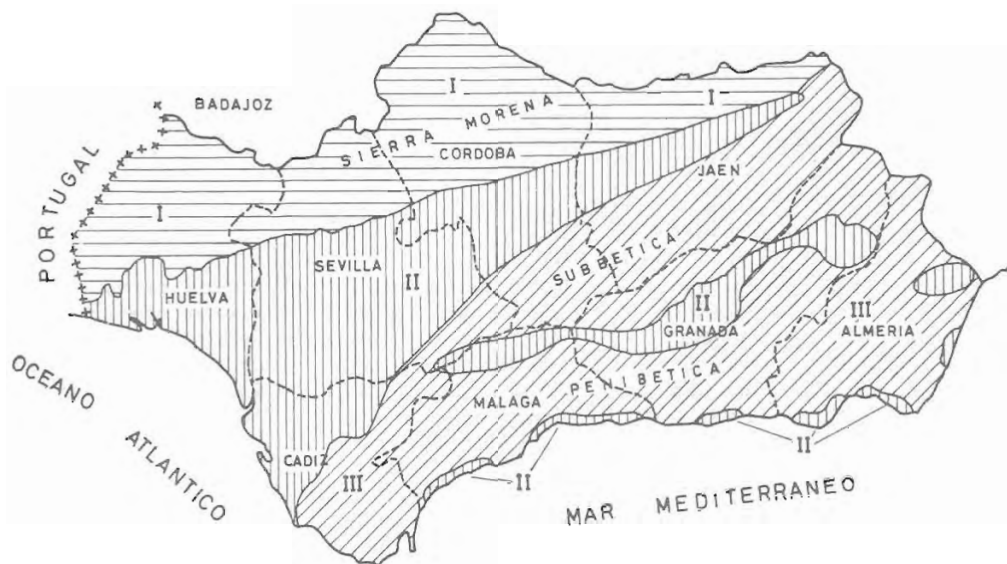 I
BADAJOZ
I
SIERRA MORENA
CORDOBA
PORTUGAL
JAEN
I
SEVILLA
II
SUBBETICA
HUELVA
II
GRANADA
III
ALMERIA
OCEANO
ATLANTICO
PENIBETICA
MALAGA
CADIZ
III
II
II
MAR MEDITERRANEO